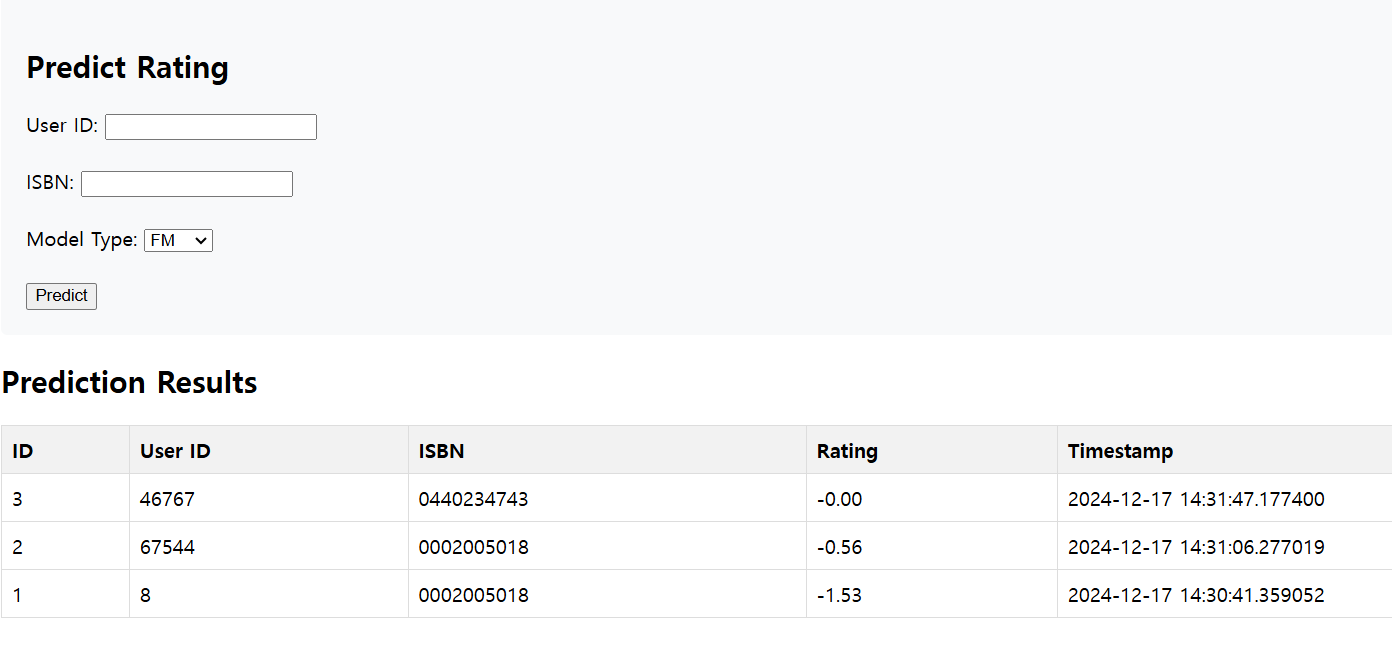 Predict Rating
User ID:
ISBN:
Model Type: FM
Predict
Prediction Results
ID User ID ISBN Rating Timestamp
3 46767 0440234743 -0.00 2024-12-17 14:31:47.177400
2 67544 0002005018 -0.56 2024-12-17 14:31:06.277019
1 8 0002005018 -1.53 2024-12-17 14:30:41.359052